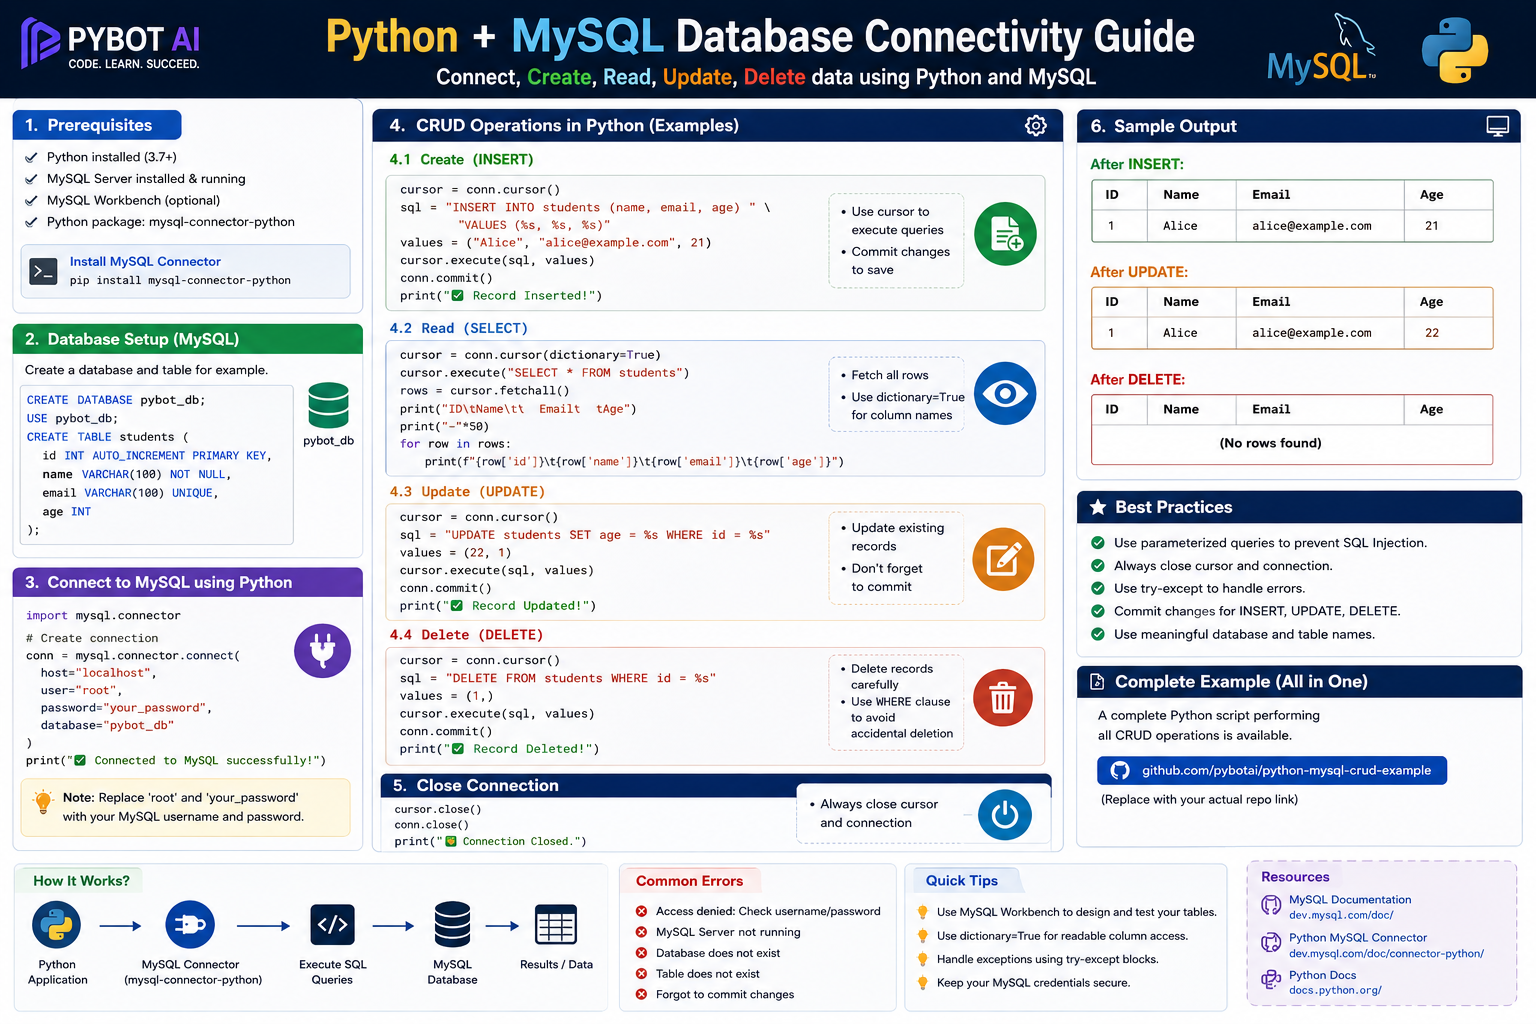 PYBOT AI
CODE. LEARN. SUCCEED.
Python + MySQL Database Connectivity Guide
Connect, Create, Read, Update, Delete data using Python and MySQL
MySQL
TM
1. Prerequisites
Python installed (3.7+)
MySQL Server installed & running
MySQL Workbench (optional)
Python package: mysql-connector-python
Install MySQL Connector
pip install mysql-connector-python
2. Database Setup (MySQL)
Create a database and table for example.
CREATE DATABASE pybot_db;
USE pybot_db;
CREATE TABLE students (
id INT AUTO_INCREMENT PRIMARY KEY,
name VARCHAR(100) NOT NULL,
email VARCHAR(100) UNIQUE,
age INT
);
pybot_db
3. Connect to MySQL using Python
import mysql.connector
# Create connection
conn = mysql.connector.connect(
host="localhost",
user="root",
password="your_password",
database="pybot_db"
)
print("✅ Connected to MySQL successfully!")
Note: Replace 'root' and 'your_password'
with your MySQL username and password.
4. CRUD Operations in Python (Examples)
4.1 Create (INSERT)
cursor = conn.cursor()
sql = "INSERT INTO students (name, email, age) " \
"VALUES (%s, %s, %s)"
values = ("Alice", "alice@example.com", 21)
cursor.execute(sql, values)
conn.commit()
print("✅ Record Inserted!")
• Use cursor to
execute queries
• Commit changes
to save
4.2 Read (SELECT)
cursor = conn.cursor(dictionary=True)
cursor.execute("SELECT * FROM students")
rows = cursor.fetchall()
print("ID\tName\t\t Emailt tAge")
print("-"*50)
for row in rows:
print(f"{row['id']}\t{row['name']}\t{row['email']}\t{row['age']}")
• Fetch all rows
• Use dictionary=True
for column names
4.3 Update (UPDATE)
cursor = conn.cursor()
sql = "UPDATE students SET age = %s WHERE id = %s"
values = (22, 1)
cursor.execute(sql, values)
conn.commit()
print("✅ Record Updated!")
• Update existing
records
• Don't forget
to commit
4.4 Delete (DELETE)
cursor = conn.cursor()
sql = "DELETE FROM students WHERE id = %s"
values = (1,)
cursor.execute(sql, values)
conn.commit()
print("✅ Record Deleted!")
• Delete records
carefully
• Use WHERE clause
to avoid
accidental deletion
5. Close Connection
cursor.close()
conn.close()
print("✅ Connection Closed.")
• Always close cursor
and connection
6. Sample Output
After INSERT:
ID Name Email Age
1 Alice alice@example.com 21
After UPDATE:
ID Name Email Age
1 Alice alice@example.com 22
After DELETE:
ID Name Email Age
(No rows found)
Best Practices
Use parameterized queries to prevent SQL Injection.
Always close cursor and connection.
Use try-except to handle errors.
Commit changes for INSERT, UPDATE, DELETE.
Use meaningful database and table names.
Complete Example (All in One)
A complete Python script performing
all CRUD operations is available.
github.com/pybotai/python-mysql-crud-example
(Replace with your actual repo link)
How It Works?
Python
Application
MySQL Connector
(mysql-connector-python)
Execute SQL
Queries
MySQL
Database
Results / Data
Common Errors
Access denied: Check username/password
MySQL Server not running
Database does not exist
Table does not exist
Forgot to commit changes
Quick Tips
Use MySQL Workbench to design and test your tables.
Use dictionary=True for readable column access.
Handle exceptions using try-except blocks.
Keep your MySQL credentials secure.
Resources
MySQL Documentation
dev.mysql.com/doc/
Python MySQL Connector
dev.mysql.com/doc/connector-python/
Python Docs
docs.python.org/